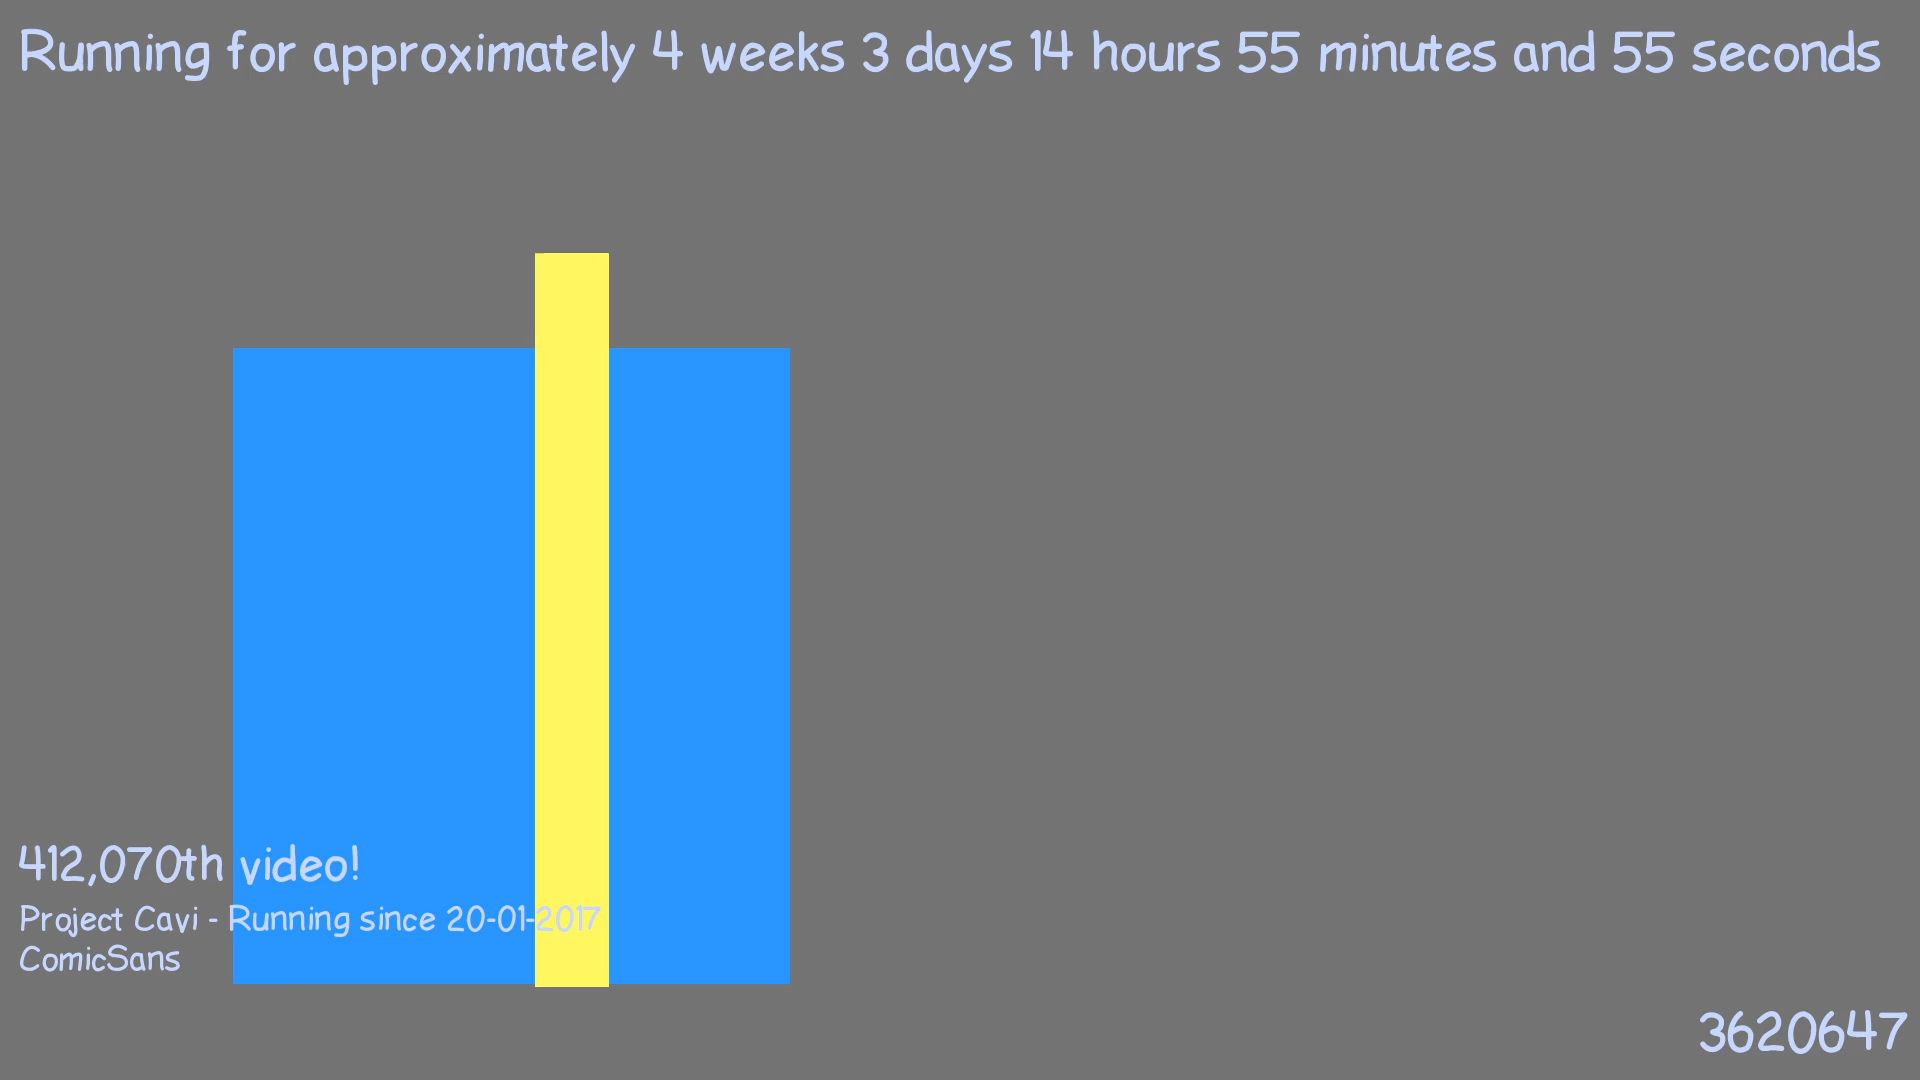 Running for approximately 4 weeks 3 days 14 hours 55 minutes and 55 seconds
412,070th video!
Project Cavi - Running since 20-01-2017
ComicSans
3620647